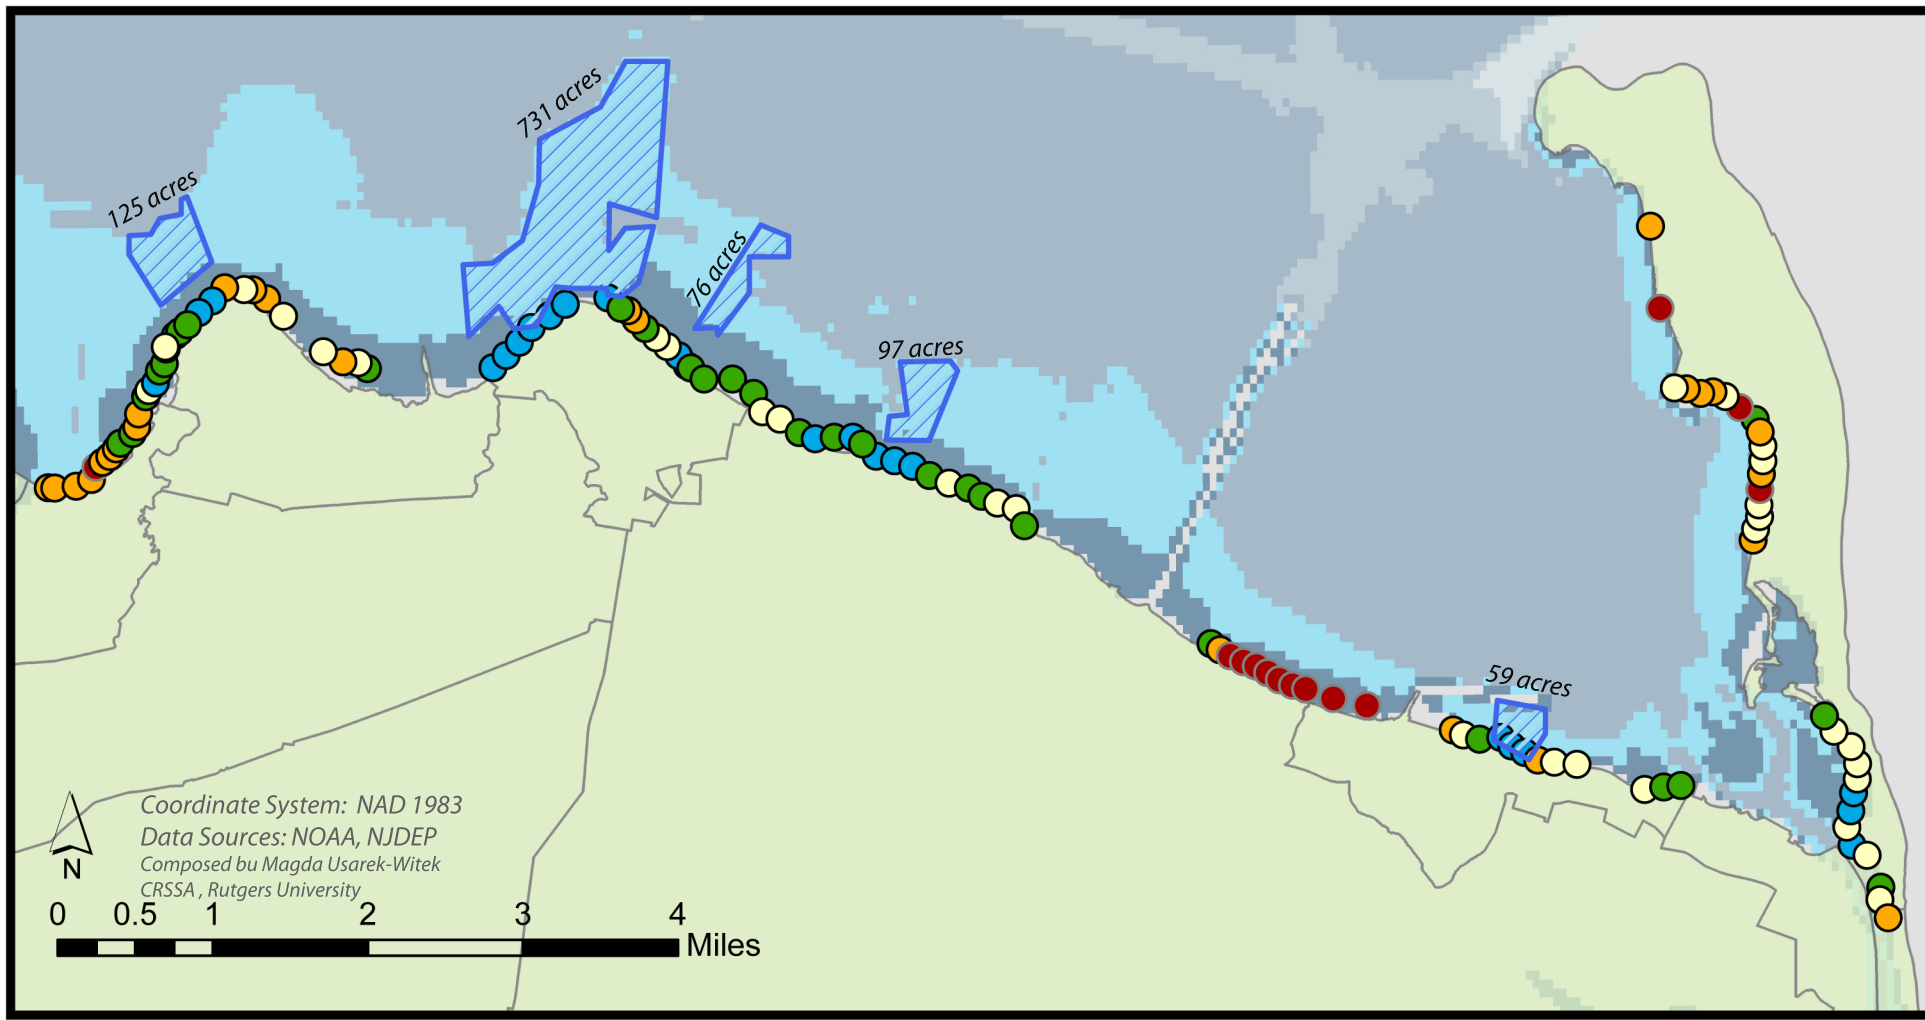 731 acres
125 acres
76 acres
97 acres
59 acres
Coordinate System: NAD 1983
Data Sources: NOAA, NJDEP
Composed by Magda Usarek-Witek
CRSSA , Rutgers University
N
0 0.5 1 2 3 4
Miles